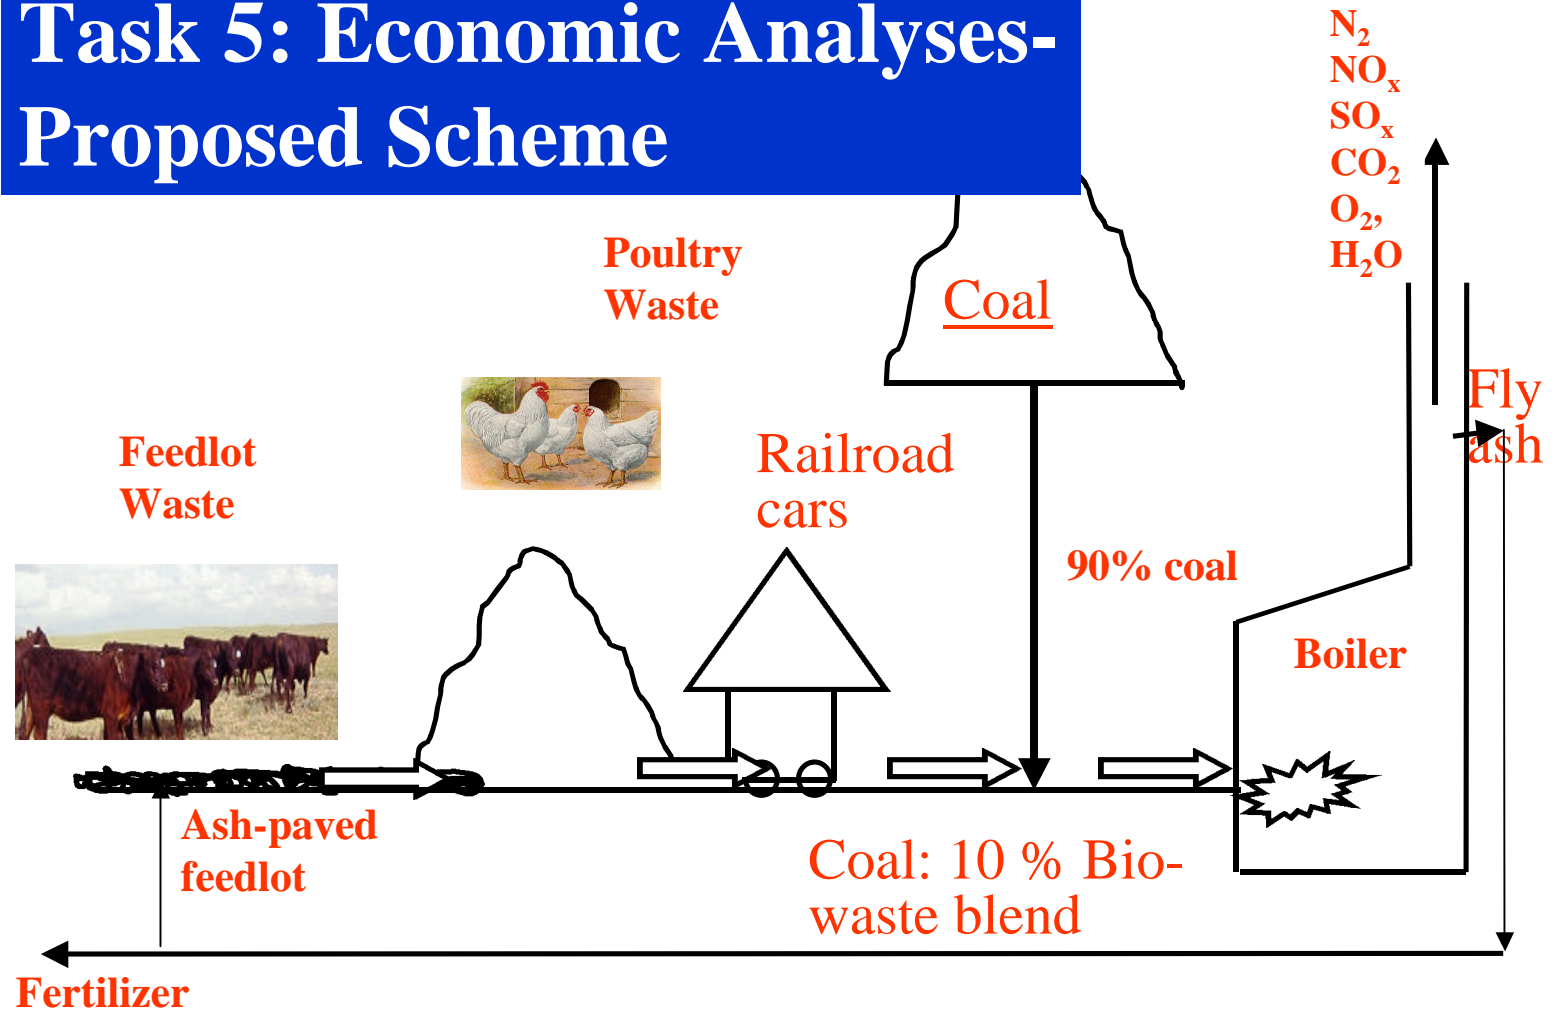 Task 5: Economic Analyses-
Proposed Scheme
N₂
NOₓ
SOₓ
CO₂
O₂,
H₂O
Poultry
Waste
Coal
Fly
ash
Feedlot
Waste
Railroad
cars
90% coal
Boiler
Ash-paved
feedlot
Coal: 10 % Bio-
waste blend
Fertilizer